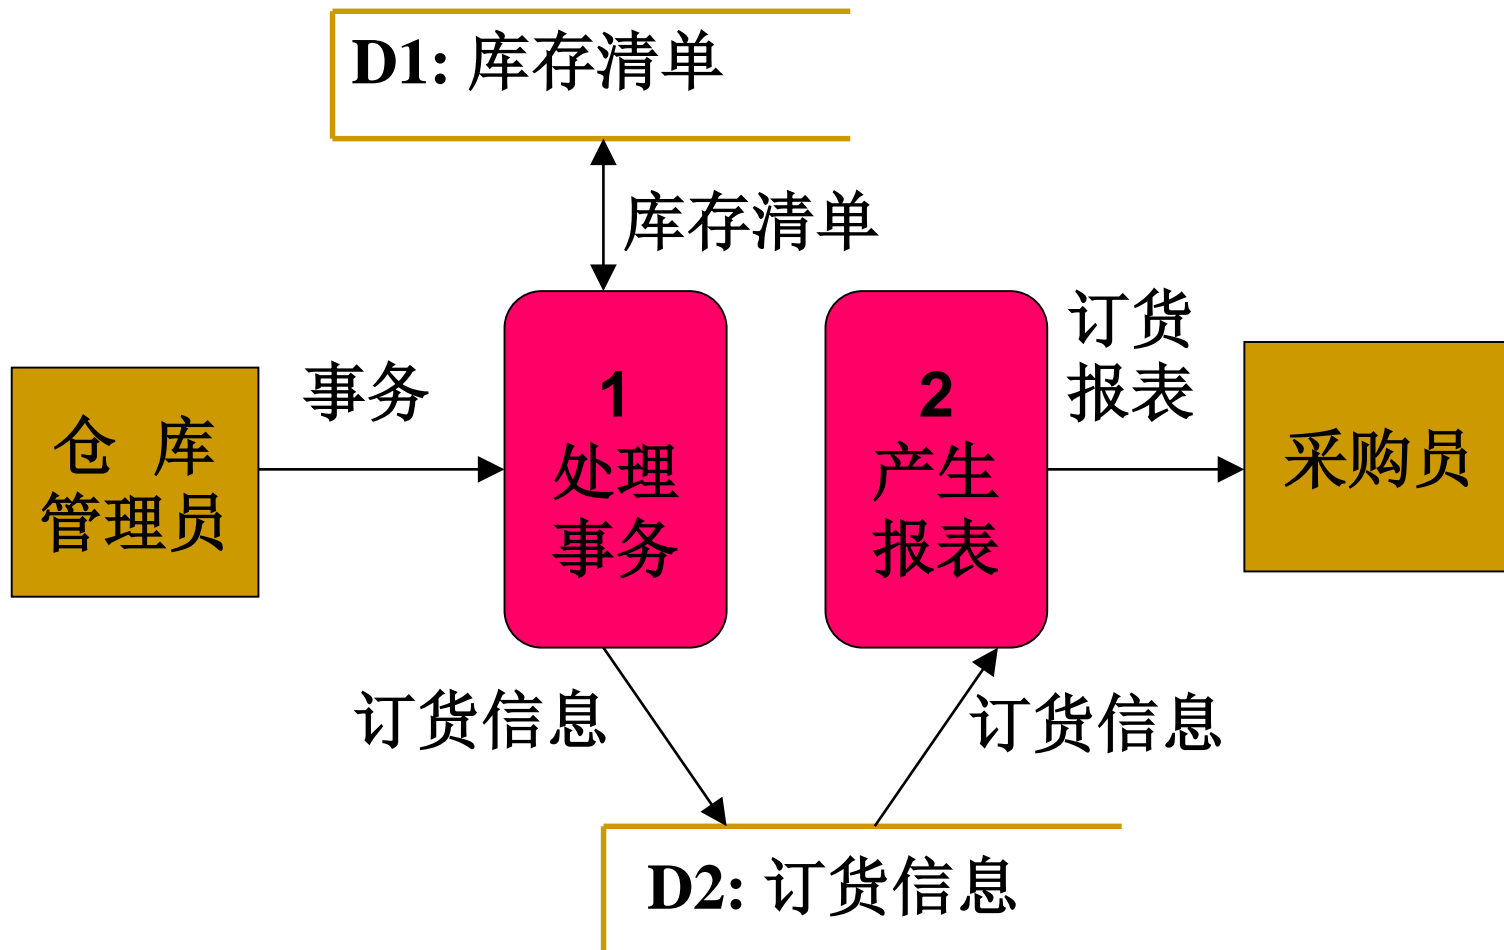 D1: 库存清单
库存清单
事务
仓 库
管理员
1
处理
事务
2
产生
报表
订货
报表
采购员
订货信息
订货信息
D2: 订货信息